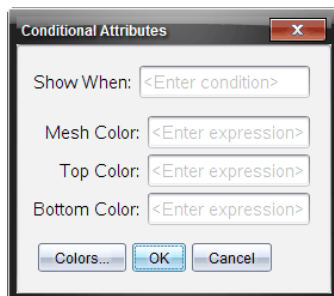 Conditional Attributes
x
Show When: <Enter condition>
Mesh Color: <Enter expression>
Top Color: <Enter expression>
Bottom Color: <Enter expression>
Colors... OK Cancel